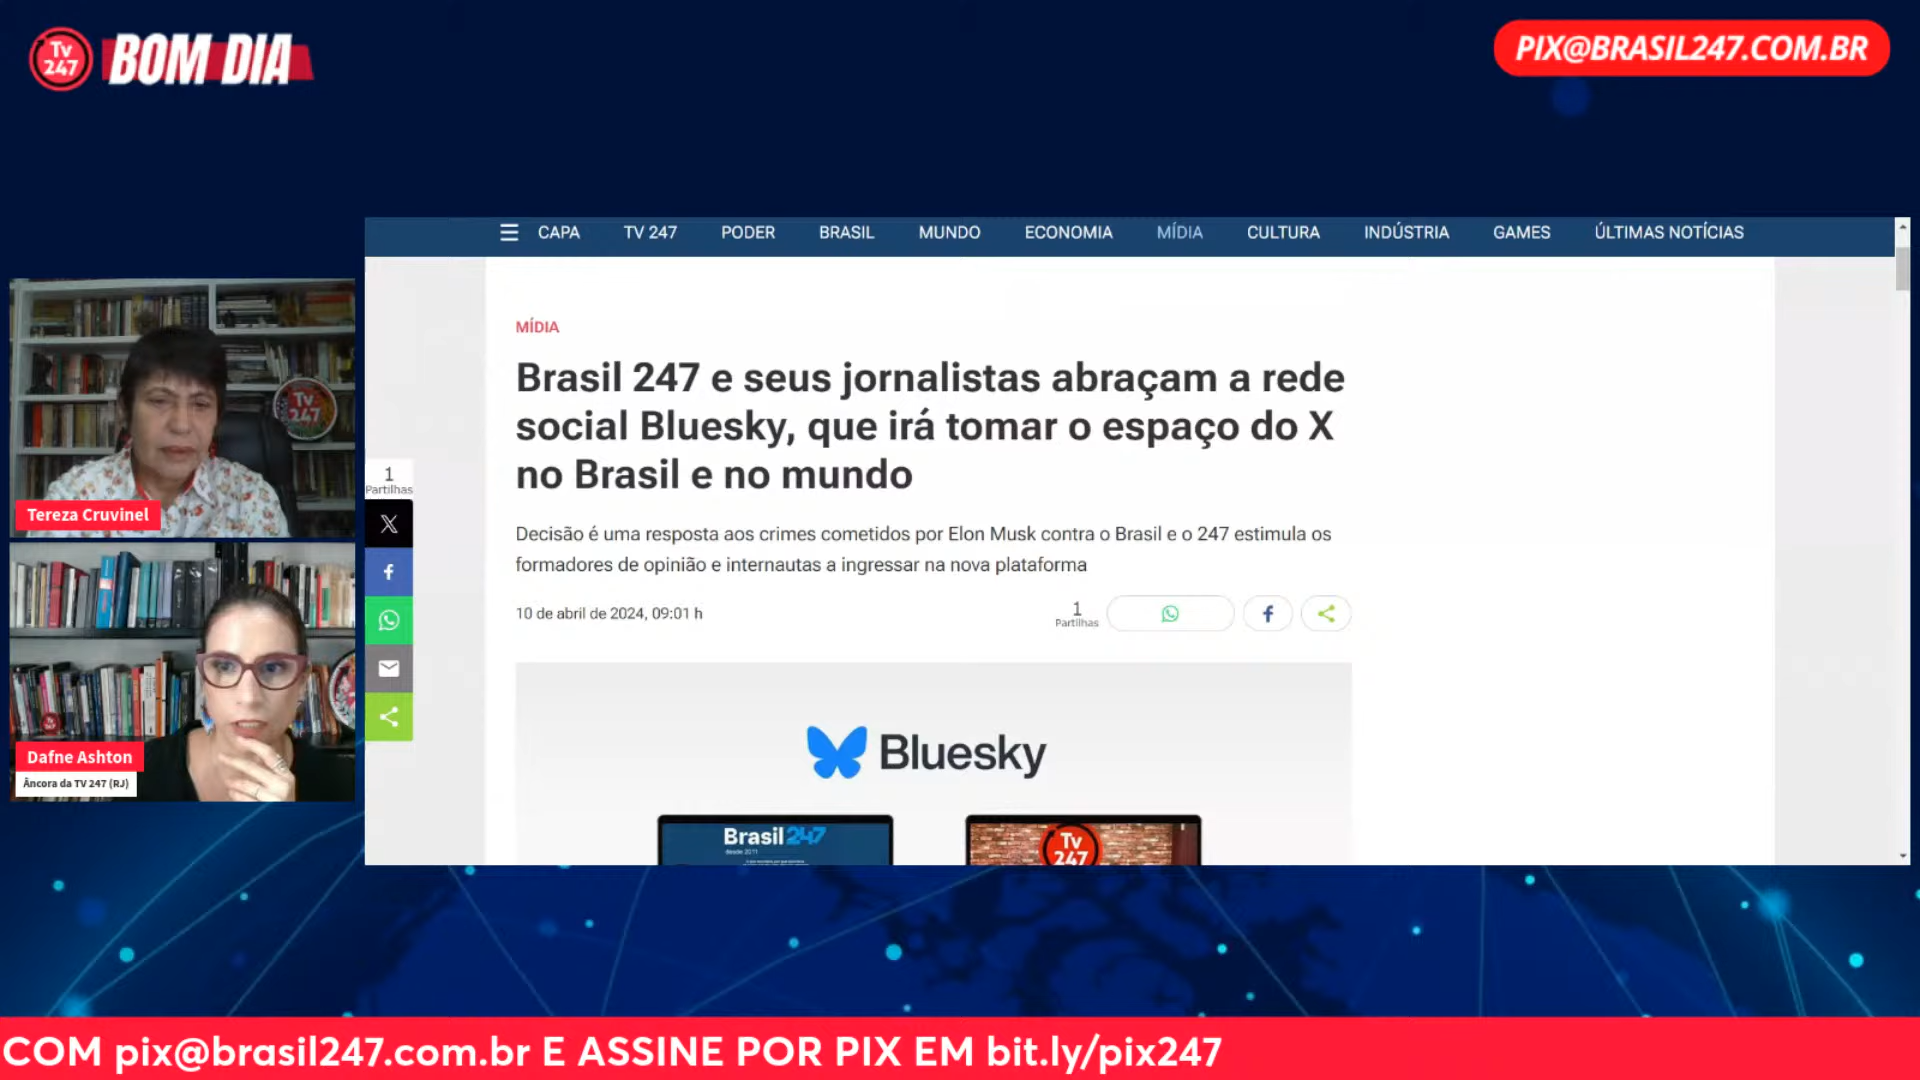 Tv
247
BOM DIA
PIX@BRASIL247.COM.BR
CAPA
TV 247
PODER
BRASIL
MUNDO
ECONOMIA
MÍDIA
CULTURA
INDÚSTRIA
GAMES
ÚLTIMAS NOTÍCIAS
MÍDIA
Brasil 247 e seus jornalistas abraçam a rede
social Bluesky, que irá tomar o espaço do X
no Brasil e no mundo
Decisão é uma resposta aos crimes cometidos por Elon Musk contra o Brasil e o 247 estimula os
formadores de opinião e internautas a ingressar na nova plataforma
10 de abril de 2024, 09:01 h
1
Partilhas
1
Partilhas
Bluesky
Brasil 247
desde 2011
Tv
247
Tv
247
Tereza Cruvinel
Dafne Ashton
Âncora da TV 247 (RJ)
COM pix@brasil247.com.br E ASSINE POR PIX EM bit.ly/pix247